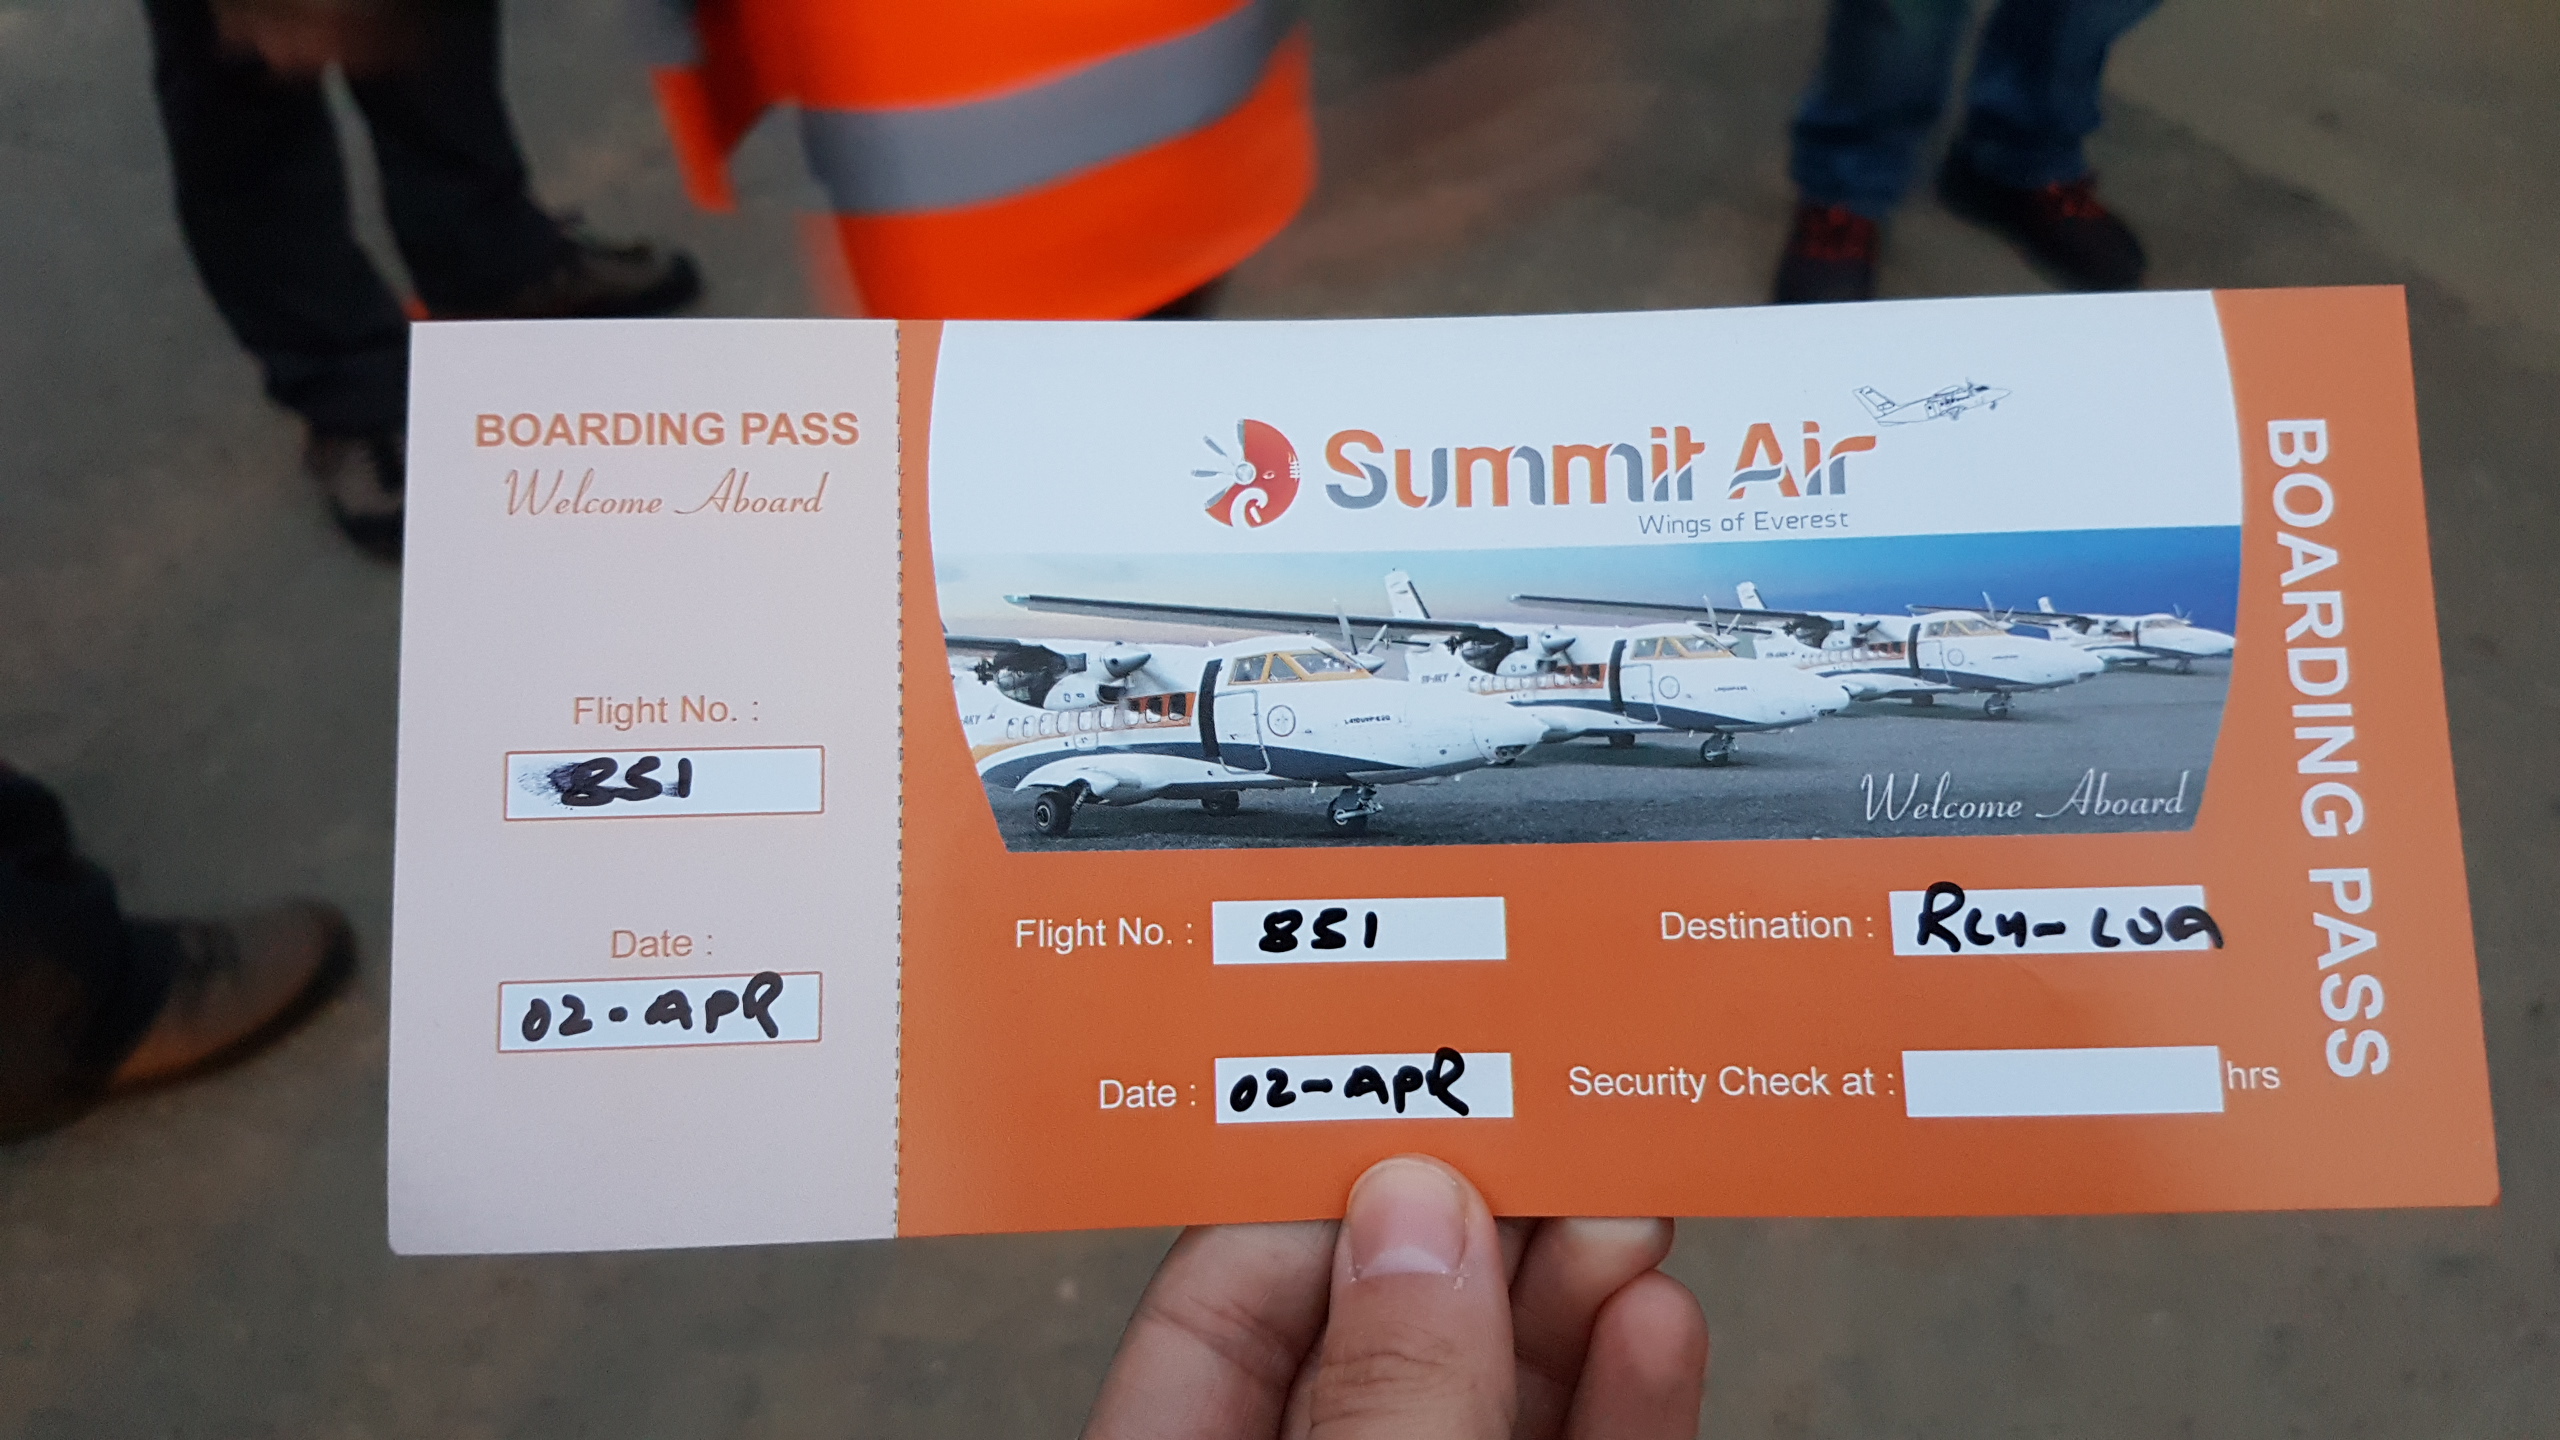 BOARDING PASS
Welcome Aboard
Flight No. :
851
Date :
02-APR
Summit Air
Wings of Everest
Welcome Aboard
Flight No. : 851
Destination : RCH-LUA
Date : 02-APR
Security Check at : hrs
BOARDING PASS